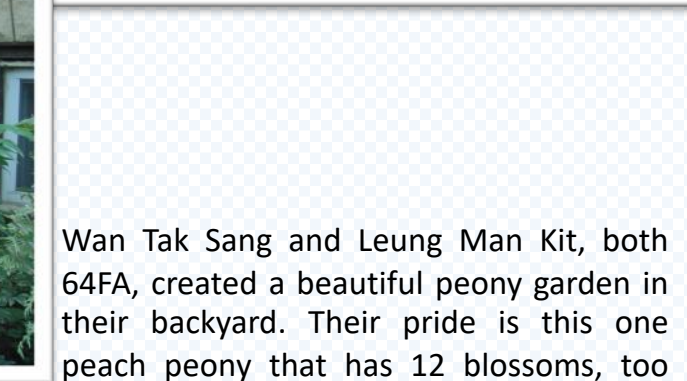 Wan Tak Sang and Leung Man Kit, both
64FA, created a beautiful peony garden in
their backyard. Their pride is this one
peach peony that has 12 blossoms, too